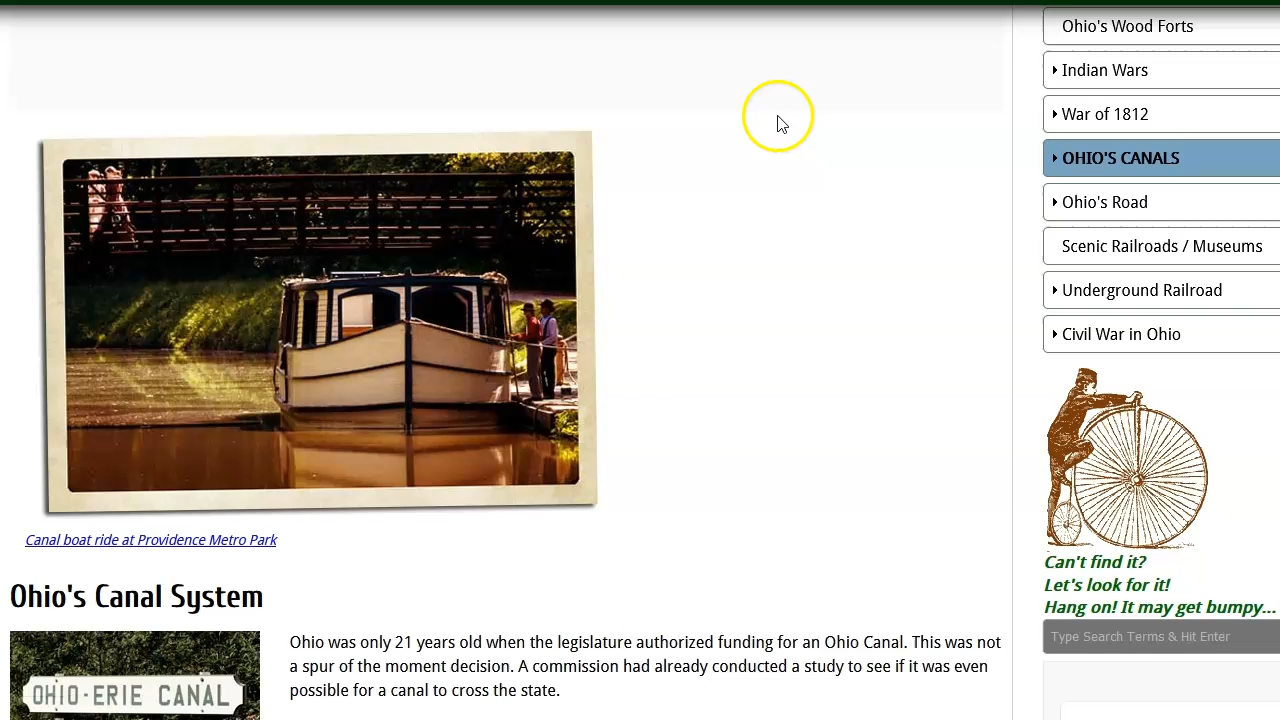 Ohio's Wood Forts
Indian Wars
War of 1812
OHIO'S CANALS
Ohio's Road
Scenic Railroads / Museums
Underground Railroad
Civil War in Ohio
Canal boat ride at Providence Metro Park
Ohio's Canal System
OHIO-ERIE CANAL
Ohio was only 21 years old when the legislature authorized funding for an Ohio Canal. This was not
a spur of the moment decision. A commission had already conducted a study to see if it was even
possible for a canal to cross the state.
Can't find it?
Let's look for it!
Hang on! It may get bumpy...
Type Search Terms & Hit Enter